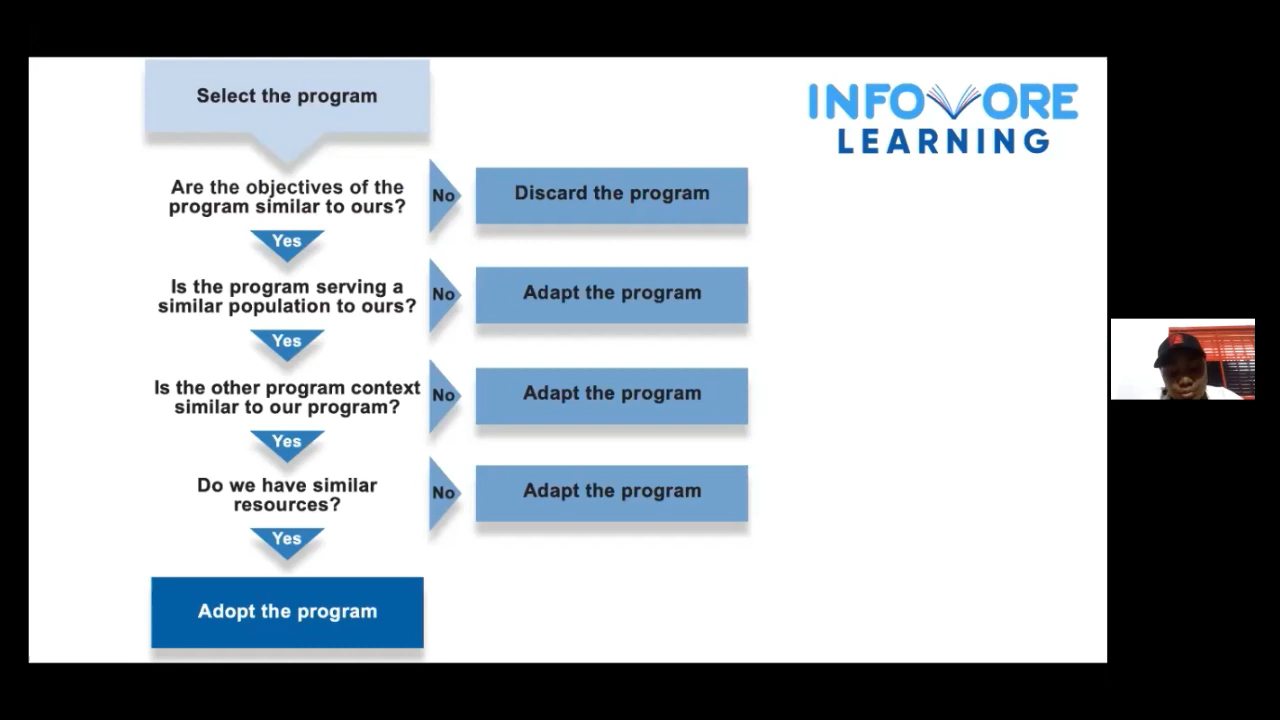 Select the program
INFOVORE
LEARNING
Are the objectives of the
program similar to ours?
No
Discard the program
Yes
Is the program serving a
similar population to ours?
No
Adapt the program
Yes
Is the other program context
similar to our program?
No
Adapt the program
Yes
Do we have similar
resources?
No
Adapt the program
Yes
Adopt the program